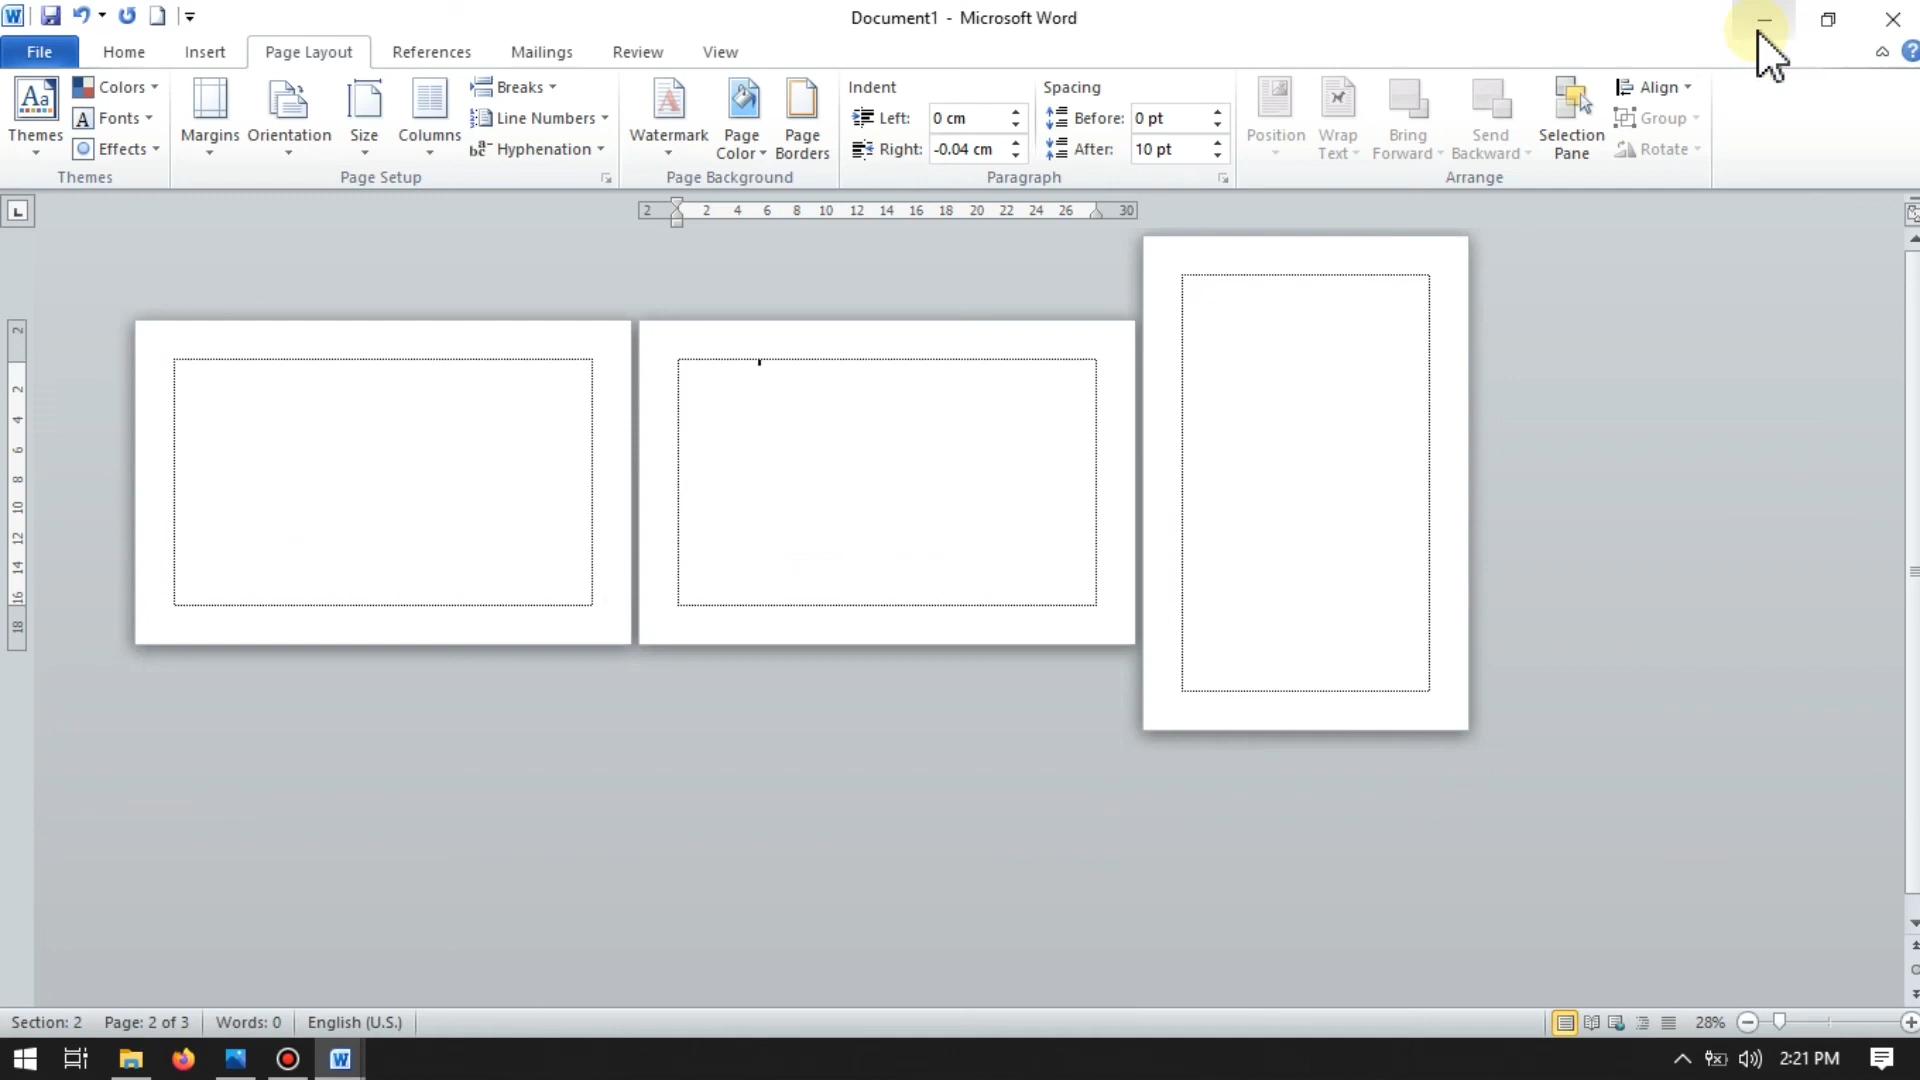 Document1 - Microsoft Word
File Home Insert Page Layout References Mailings Review View
Themes Colors Fonts Effects
Themes
Margins Orientation Size Columns Breaks Line Numbers Hyphenation
Page Setup
Watermark Page Color Page Borders
Page Background
Indent
Left: 0 cm
Right: -0.04 cm
Spacing
Before: 0 pt
After: 10 pt
Paragraph
Position Wrap Text Bring Forward Send Backward Selection Pane Align Group Rotate
Arrange
2 2 4 6 8 10 12 14 16 18 20 22 24 26 30
2
2
4
6
8
10
12
14
16
18
Section: 2 Page: 2 of 3 Words: 0 English (U.S.) 28%
2:21 PM